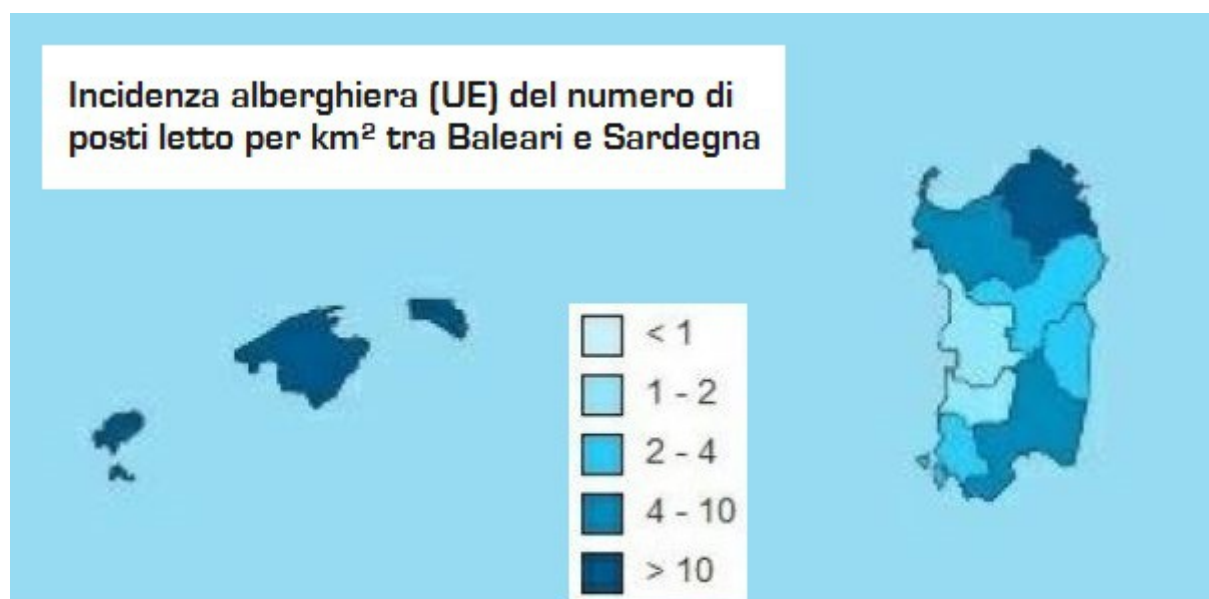 Incidenza alberghiera (UE) del numero di
posti letto per km² tra Baleari e Sardegna
< 1
1 - 2
2 - 4
4 - 10
> 10